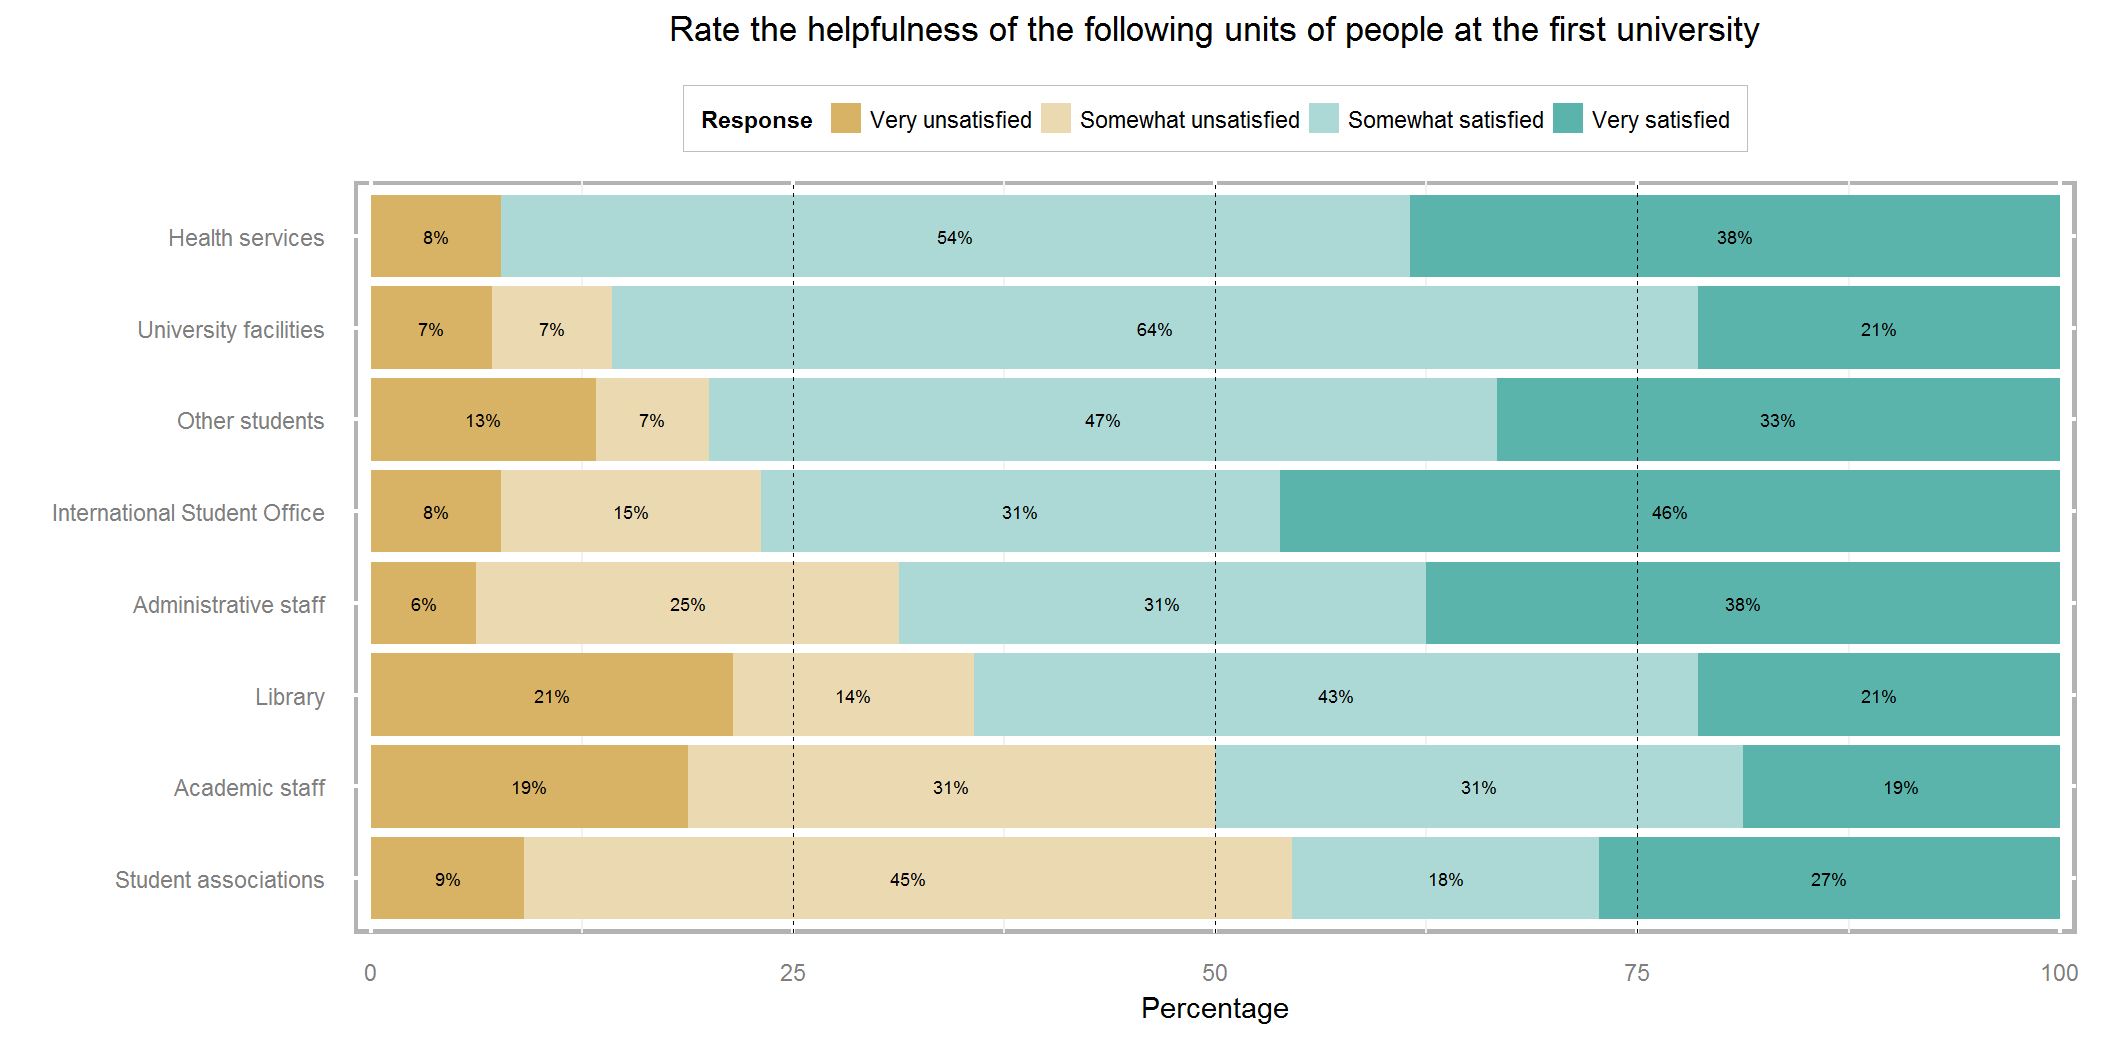 Rate the helpfulness of the following units of people at the first university
Response Very unsatisfied Somewhat unsatisfied Somewhat satisfied Very satisfied
Health services 8% 54% 38%
University facilities 7% 7% 64% 21%
Other students 13% 7% 47% 33%
International Student Office 8% 15% 31% 46%
Administrative staff 6% 25% 31% 38%
Library 21% 14% 43% 21%
Academic staff 19% 31% 31% 19%
Student associations 9% 45% 18% 27%
0 25 50 75 100
Percentage